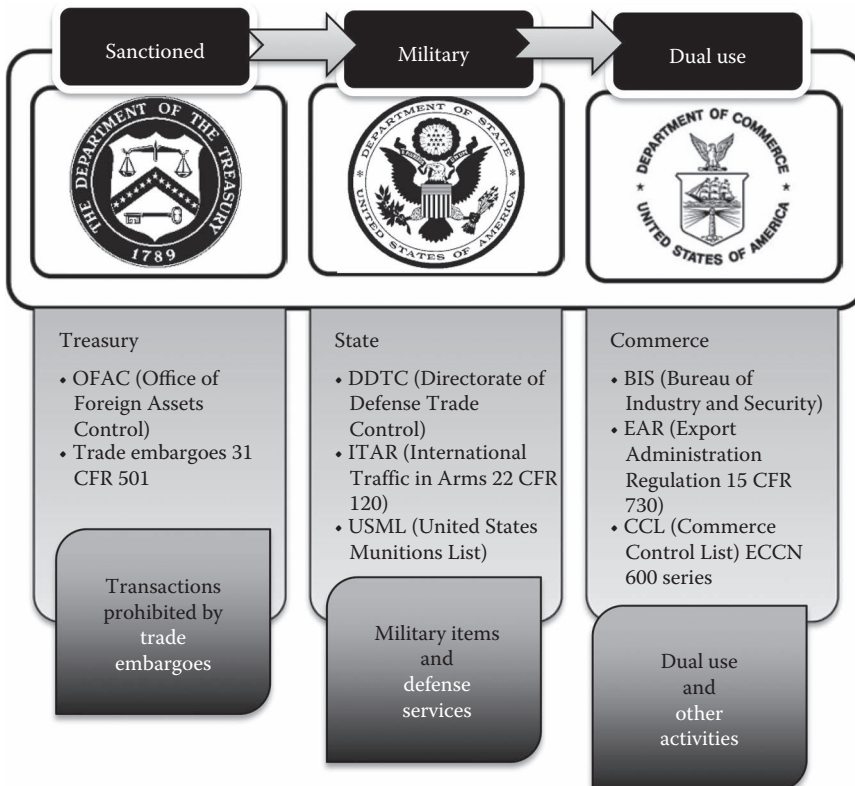 Sanctioned
Military
Dual use
THE DEPARTMENT OF THE TREASURY
1789
DEPARTMENT OF STATE
UNITED STATES OF AMERICA
DEPARTMENT OF COMMERCE
UNITED STATES OF AMERICA
Treasury
• OFAC (Office of
Foreign Assets
Control)
• Trade embargoes 31
CFR 501
Transactions
prohibited by
trade
embargoes
State
• DDTC (Directorate of
Defense Trade
Control)
• ITAR (International
Traffic in Arms 22 CFR
120)
• USML (United States
Munitions List)
Military items
and
defense
services
Commerce
• BIS (Bureau of
Industry and Security)
• EAR (Export
Administration
Regulation 15 CFR
730)
• CCL (Commerce
Control List) ECCN
600 series
Dual use
and
other
activities